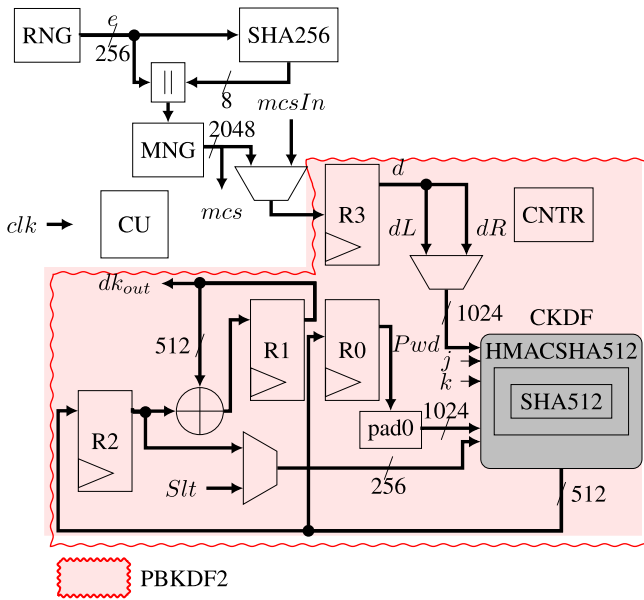 RNG
e
256
SHA256
||
8
mcsIn
MNG
2048
mcs
clk
CU
R3
d
dL
dR
CNTR
1024
CKDF
dk_out
512
R1
R0
Pwd
j
k
HMACSHA512
SHA512
R2
pad0
1024
Slt
256
512
PBKDF2